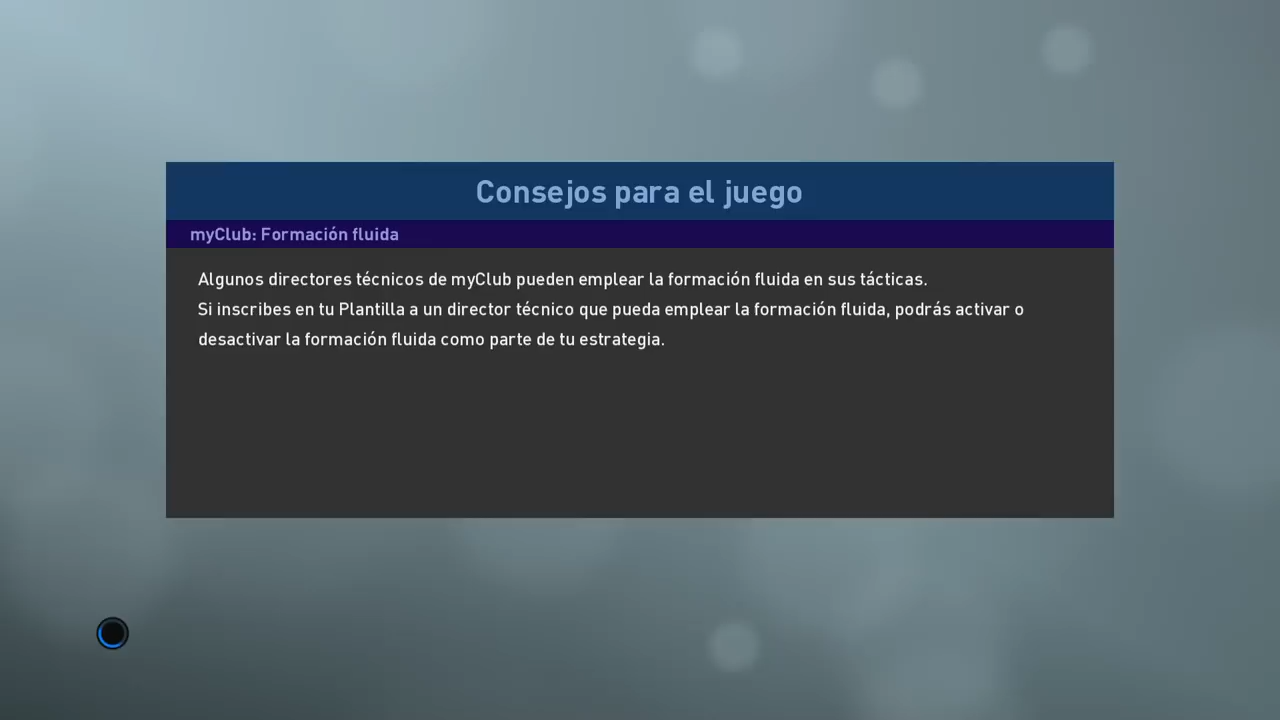 Consejos para el juego
myClub: Formación fluida
Algunos directores técnicos de myClub pueden emplear la formación fluida en sus tácticas.
Si inscribes en tu Plantilla a un director técnico que pueda emplear la formación fluida, podrás activar o
desactivar la formación fluida como parte de tu estrategia.